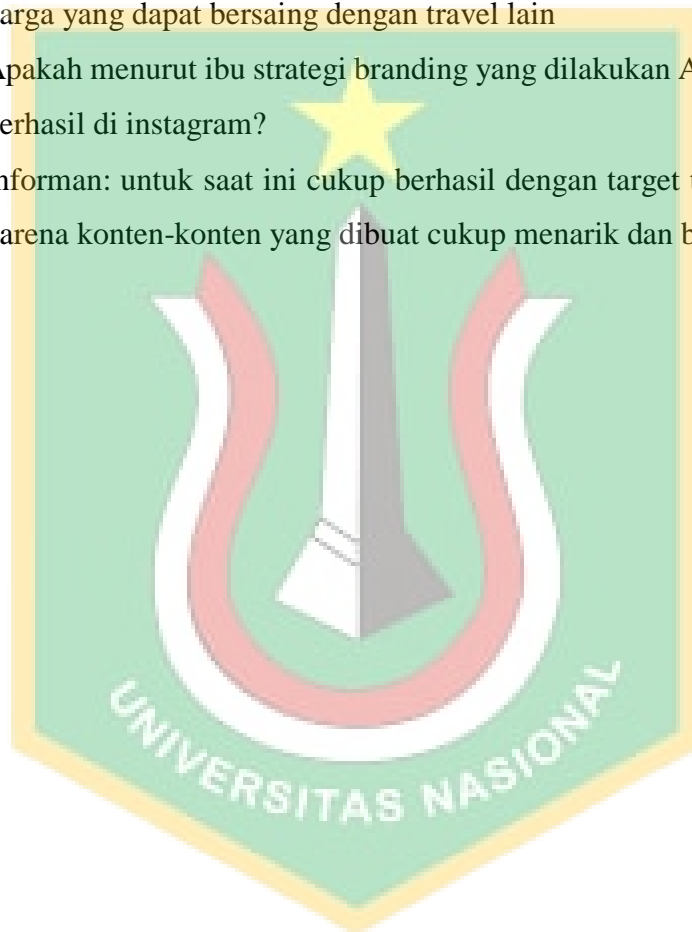 arga yang dapat bersaing dengan travel lain
Apakah menurut ibu strategi branding yang dilakukan A
erhasil di instagram?
nforman: untuk saat ini cukup berhasil dengan target t
arena konten-konten yang dibuat cukup menarik dan b
UNIVERSITAS NASIONAL